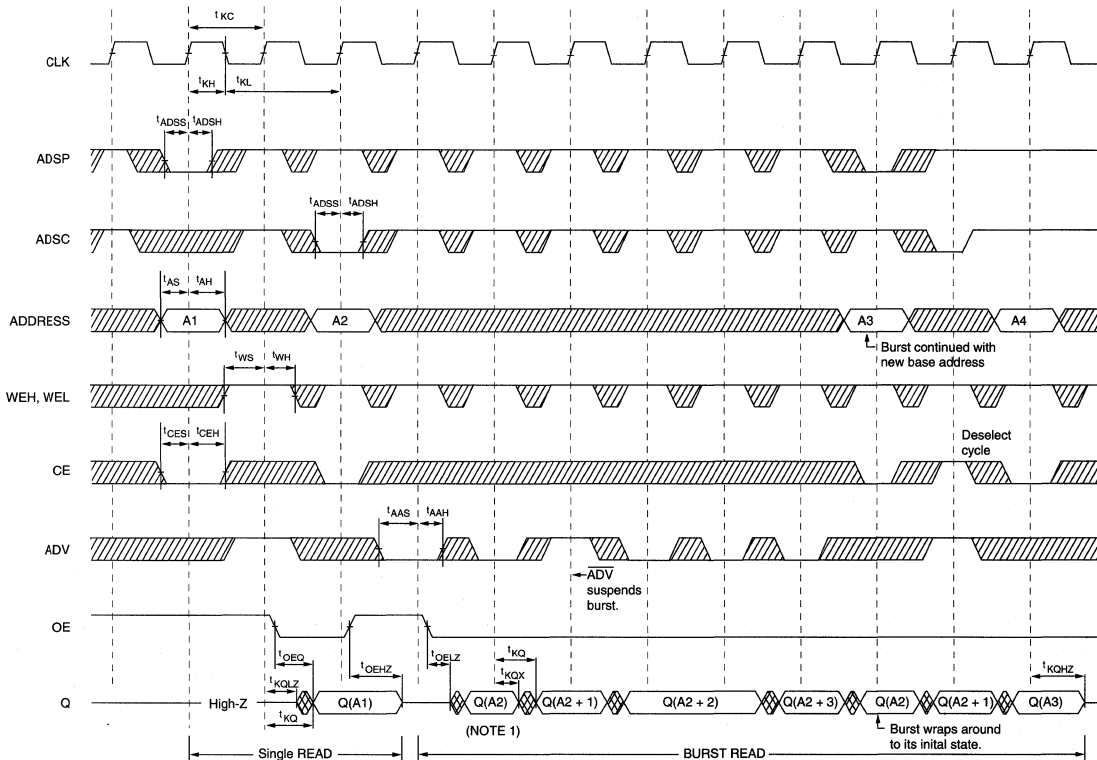 tKC
CLK
tKH
tKL
tADSS
tADSH
ADSP
tADSS
tADSH
ADSC
tAS
tAH
ADDRESS
A1
A2
A3
A4
Burst continued with
new base address
tWS
tWH
WEH, WEL
tCES
tCEH
Deselect
cycle
CE
tAAS
tAAH
ADV
ADV
suspends
burst.
OE
tOEQ
tOEHZ
tOELZ
tKQ
tKQX
tKQLZ
tKQHZ
Q
High-Z
Q(A1)
Q(A2)
Q(A2 + 1)
Q(A2 + 2)
Q(A2 + 3)
Q(A2)
Q(A2 + 1)
Q(A3)
tKQ
(NOTE 1)
Burst wraps around
to its inital state.
Single READ
BURST READ